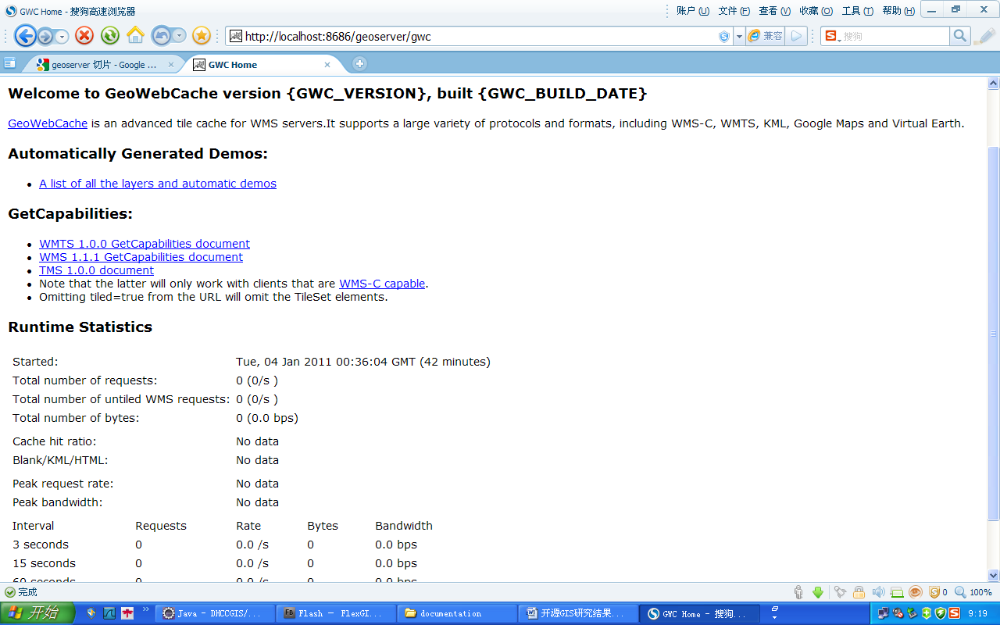 GWC Home - 搜狗高速浏览器
账户 (U) 文件 (F) 查看 (V) 收藏 (O) 工具 (T) 帮助 (H)
http://localhost:8686/geoserver/gwc
兼容
搜狗
geoserver 切片 - Google ...
GWC Home
Welcome to GeoWebCache version {GWC_VERSION}, built {GWC_BUILD_DATE}
GeoWebCache is an advanced tile cache for WMS servers.It supports a large variety of protocols and formats, including WMS-C, WMTS, KML, Google Maps and Virtual Earth.
Automatically Generated Demos:
A list of all the layers and automatic demos
GetCapabilities:
WMTS 1.0.0 GetCapabilities document
WMS 1.1.1 GetCapabilities document
TMS 1.0.0 document
Note that the latter will only work with clients that are WMS-C capable.
Omitting tiled=true from the URL will omit the TileSet elements.
Runtime Statistics
Started: Tue, 04 Jan 2011 00:36:04 GMT (42 minutes)
Total number of requests: 0 (0/s )
Total number of untiled WMS requests: 0 (0/s )
Total number of bytes: 0 (0.0 bps)
Cache hit ratio: No data
Blank/KML/HTML: No data
Peak request rate: No data
Peak bandwidth: No data
Interval Requests Rate Bytes Bandwidth
3 seconds 0 0.0 /s 0 0.0 bps
15 seconds 0 0.0 /s 0 0.0 bps
60 seconds 0 0.0 /s 0 0.0 bps
完成
0
100%
开始
Java - DHCCGIS/...
Flash - FlexGI...
documentation
开源GIS研究结果...
GWC Home - 搜狗...
9:19